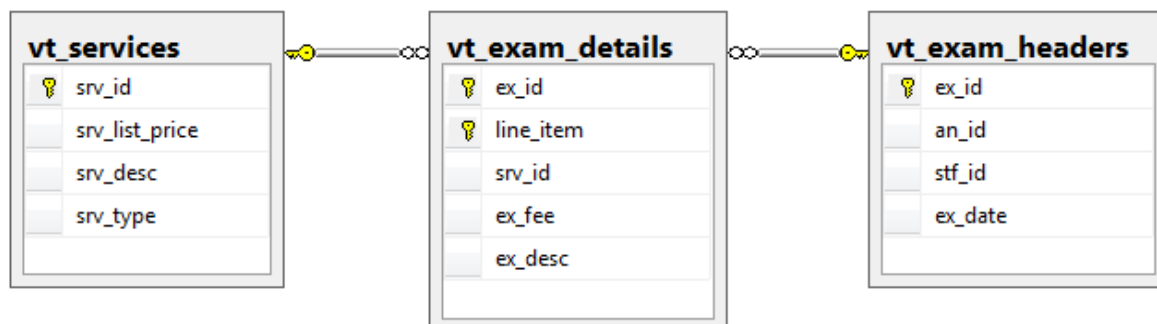 vt_services
srv_id
srv_list_price
srv_desc
srv_type
vt_exam_details
ex_id
line_item
srv_id
ex_fee
ex_desc
vt_exam_headers
ex_id
an_id
stf_id
ex_date